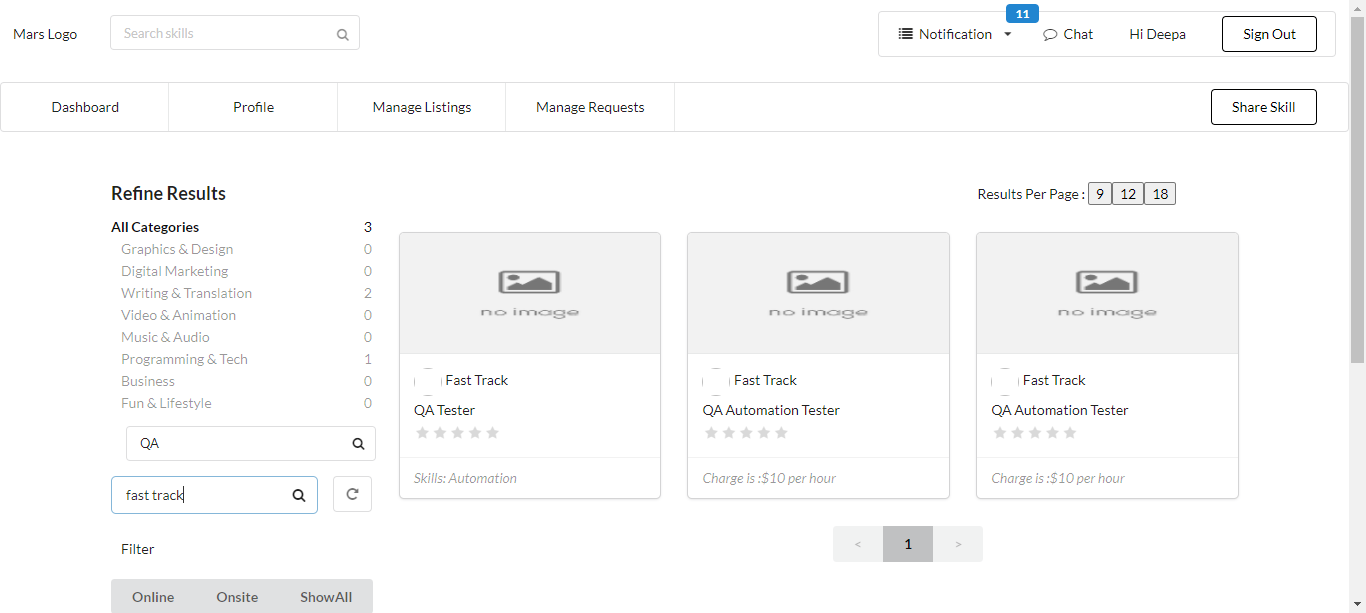 11
Mars Logo Search skills Notification Chat Hi Deepa Sign Out
Dashboard Profile Manage Listings Manage Requests Share Skill
Refine Results
Results Per Page : 9 12 18
All Categories 3
Graphics & Design 0
Digital Marketing 0
Writing & Translation 2
Video & Animation 0
Music & Audio 0
Programming & Tech 1
Business 0
Fun & Lifestyle 0
QA
fast track
Filter
Online Onsite ShowAll
no image no image no image
Fast Track Fast Track Fast Track
QA Tester QA Automation Tester QA Automation Tester
Skills: Automation Charge is :$10 per hour Charge is :$10 per hour
< 1 >